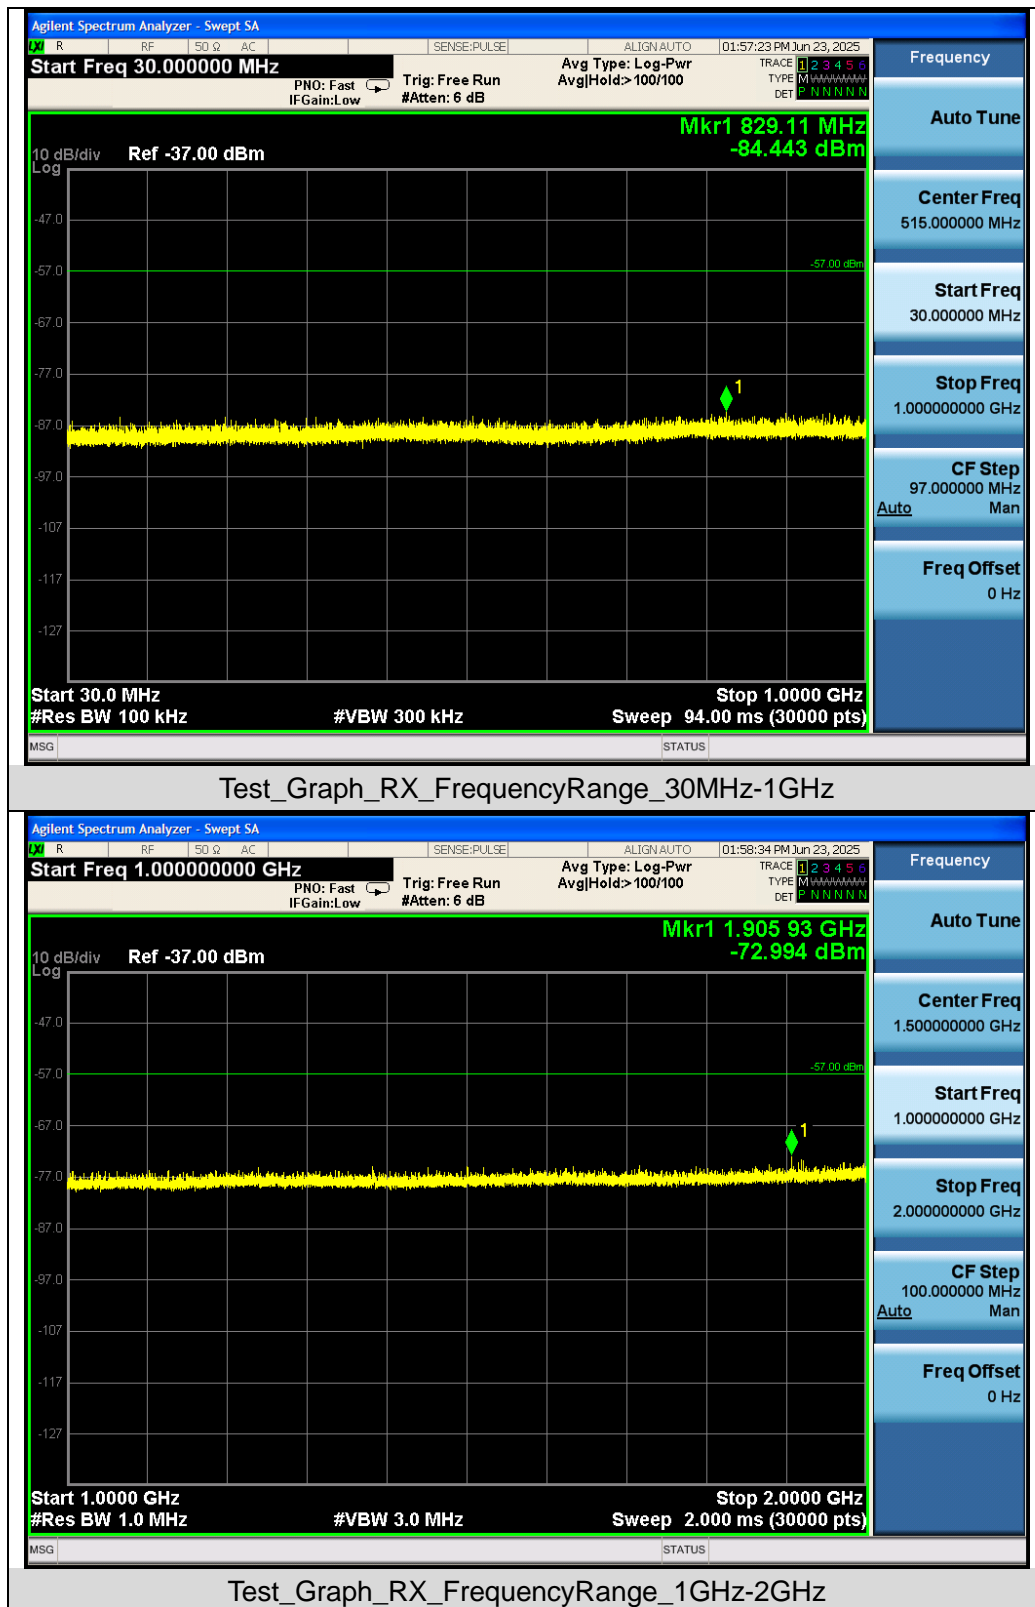 Agilent Spectrum Analyzer - Swept SA
LXI R RF 50 Ω AC SENSE:PULSE ALIGN AUTO 01:57:23 PM Jun 23, 2025
Start Freq 30.000000 MHz
PNO: Fast
IFGain:Low
Trig: Free Run
#Atten: 6 dB
Avg Type: Log-Pwr
Avg|Hold:>100/100
TRACE 1 2 3 4 5 6
TYPE M WWWWW
DET P N N N N N
Frequency
Auto Tune
Mkr1 829.11 MHz
-84.443 dBm
10 dB/div Ref -37.00 dBm
Log
-47.0
-57.0
-57.00 dBm
-67.0
-77.0
1
-87.0
-97.0
-107
-117
-127
Center Freq
515.000000 MHz
Start Freq
30.000000 MHz
Stop Freq
1.000000000 GHz
CF Step
97.000000 MHz
Auto Man
Freq Offset
0 Hz
Start 30.0 MHz Stop 1.0000 GHz
#Res BW 100 kHz #VBW 300 kHz Sweep 94.00 ms (30000 pts)
MSG STATUS
Test_Graph_RX_FrequencyRange_30MHz-1GHz
Agilent Spectrum Analyzer - Swept SA
LXI R RF 50 Ω AC SENSE:PULSE ALIGN AUTO 01:58:34 PM Jun 23, 2025
Start Freq 1.000000000 GHz
PNO: Fast
IFGain:Low
Trig: Free Run
#Atten: 6 dB
Avg Type: Log-Pwr
Avg|Hold:>100/100
TRACE 1 2 3 4 5 6
TYPE M WWWWW
DET P N N N N N
Frequency
Auto Tune
Mkr1 1.905 93 GHz
-72.994 dBm
10 dB/div Ref -37.00 dBm
Log
-47.0
-57.0
-57.00 dBm
-67.0
1
-77.0
-87.0
-97.0
-107
-117
-127
Center Freq
1.500000000 GHz
Start Freq
1.000000000 GHz
Stop Freq
2.000000000 GHz
CF Step
100.000000 MHz
Auto Man
Freq Offset
0 Hz
Start 1.0000 GHz Stop 2.0000 GHz
#Res BW 1.0 MHz #VBW 3.0 MHz Sweep 2.000 ms (30000 pts)
MSG STATUS
Test_Graph_RX_FrequencyRange_1GHz-2GHz